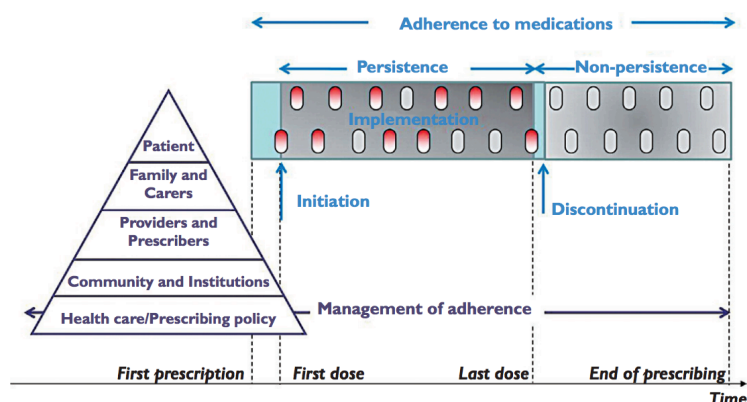 Adherence to medications
Persistence
Non-persistence
Implementation
Patient
Family and
Carers
Providers and
Prescribers
Community and Institutions
Health care/Prescribing policy
Initiation
Discontinuation
Management of adherence
First prescription
First dose
Last dose
End of prescribing
Time